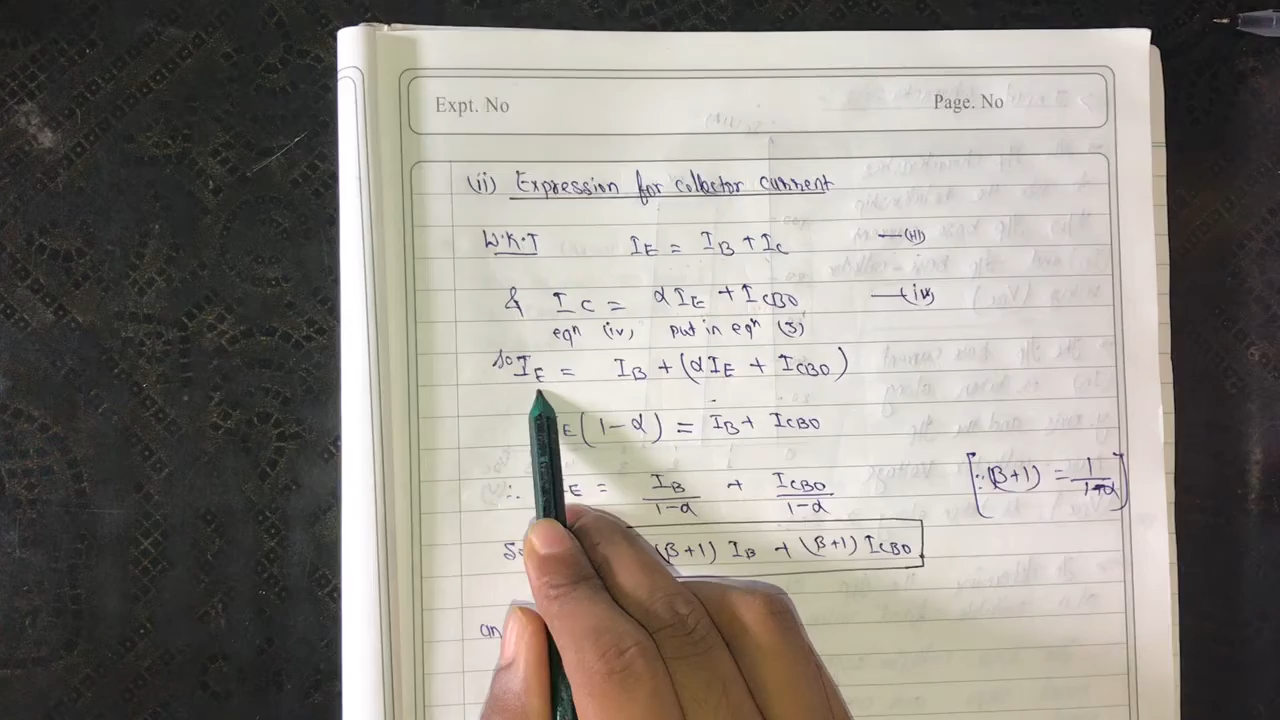 Expt. No Page. No
(ii) Expression for collector current
W.K.T IE = IB + IC —(iii)
& IC = αIE + ICBO —(iv)
eqn (iv) put in eqn (3)
so IE = IB + (αIE + ICBO)
E(1-α) = IB + ICBO
∴ E = IB/1-α + ICBO/1-α [∵(β+1) = 1/1-α]
(β+1) IB + (β+1) ICBO